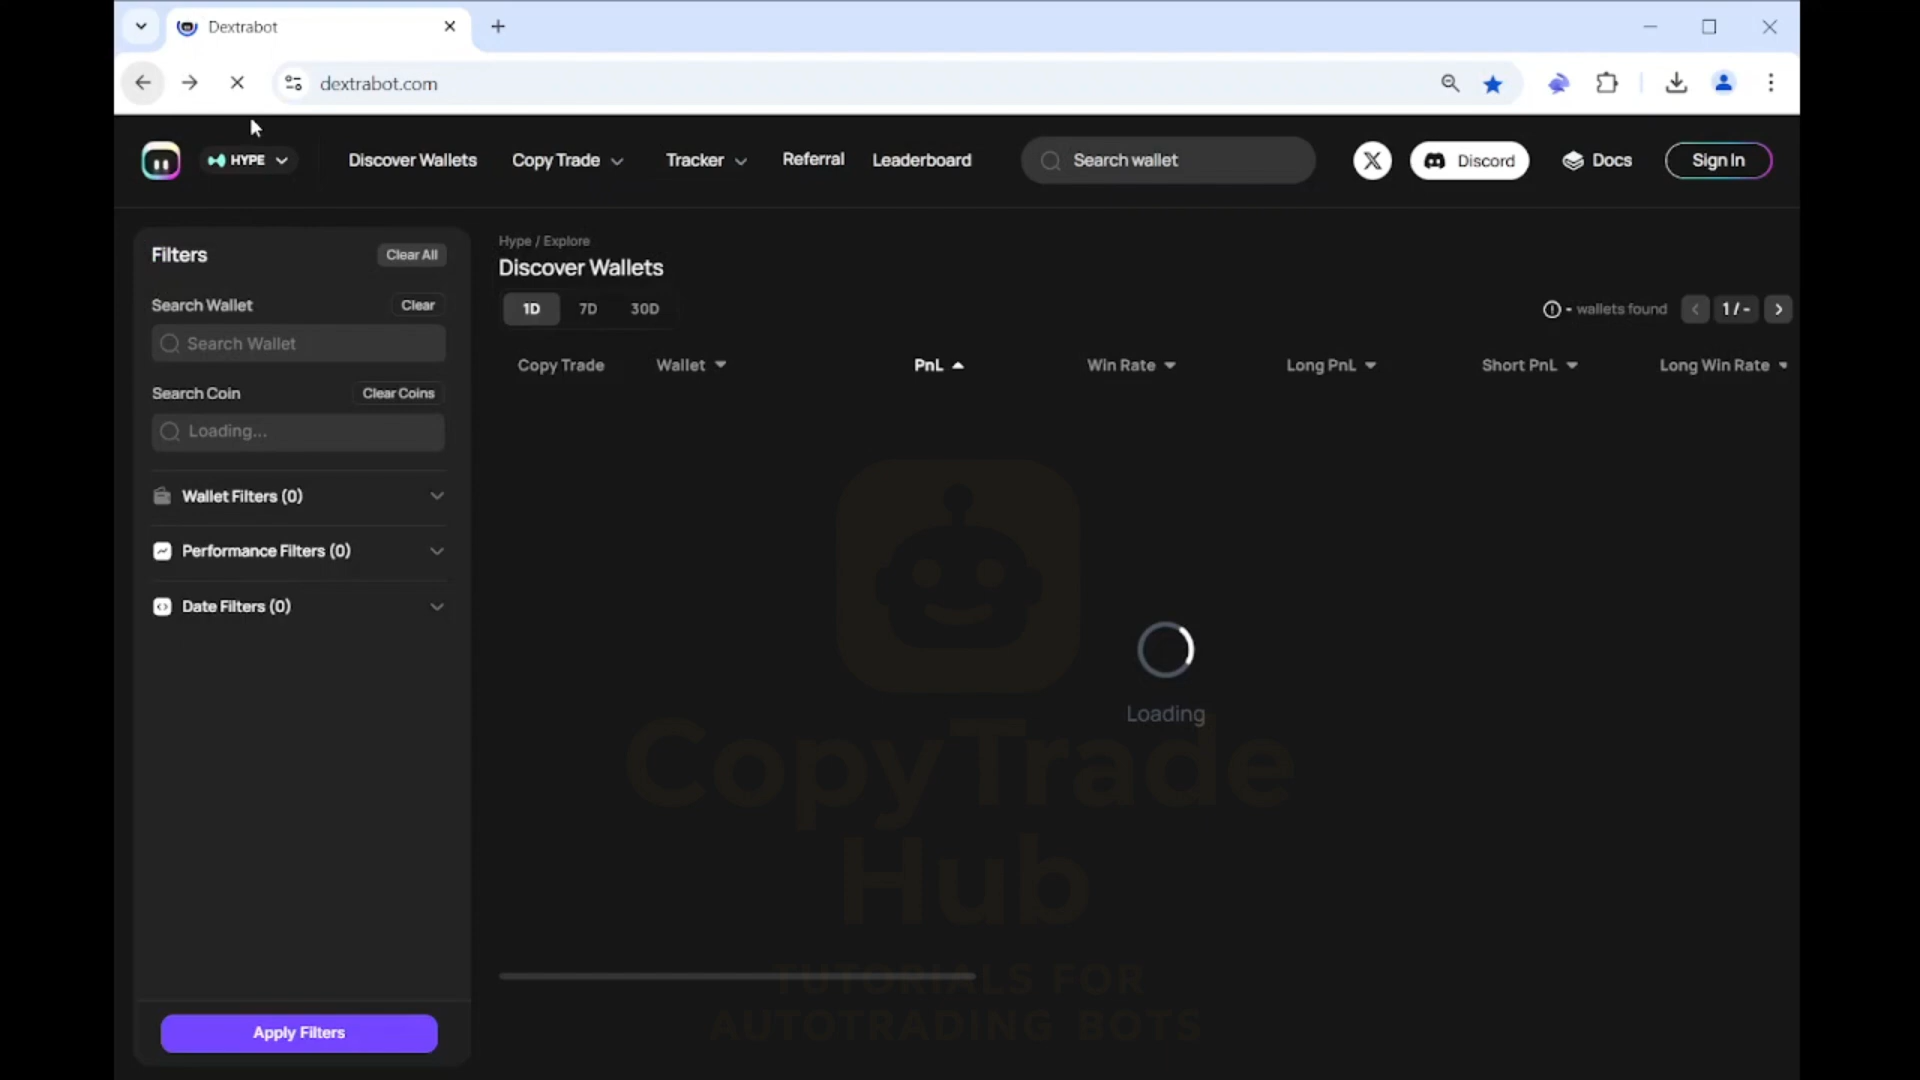 Dextrabot
dextrabot.com
HYPE
Discover Wallets
Copy Trade
Tracker
Referral
Leaderboard
Search wallet
X
Discord
Docs
Sign In
Filters
Clear All
Search Wallet
Clear
Search Wallet
Search Coin
Clear Coins
Loading...
Wallet Filters (0)
Performance Filters (0)
Date Filters (0)
Apply Filters
Hype / Explore
Discover Wallets
1D 7D 30D
- wallets found
1 / -
Copy Trade Wallet PnL Win Rate Long PnL Short PnL Long Win Rate
Loading
CopyTrade
Hub
TUTORIALS FOR
AUTOTRADING BOTS